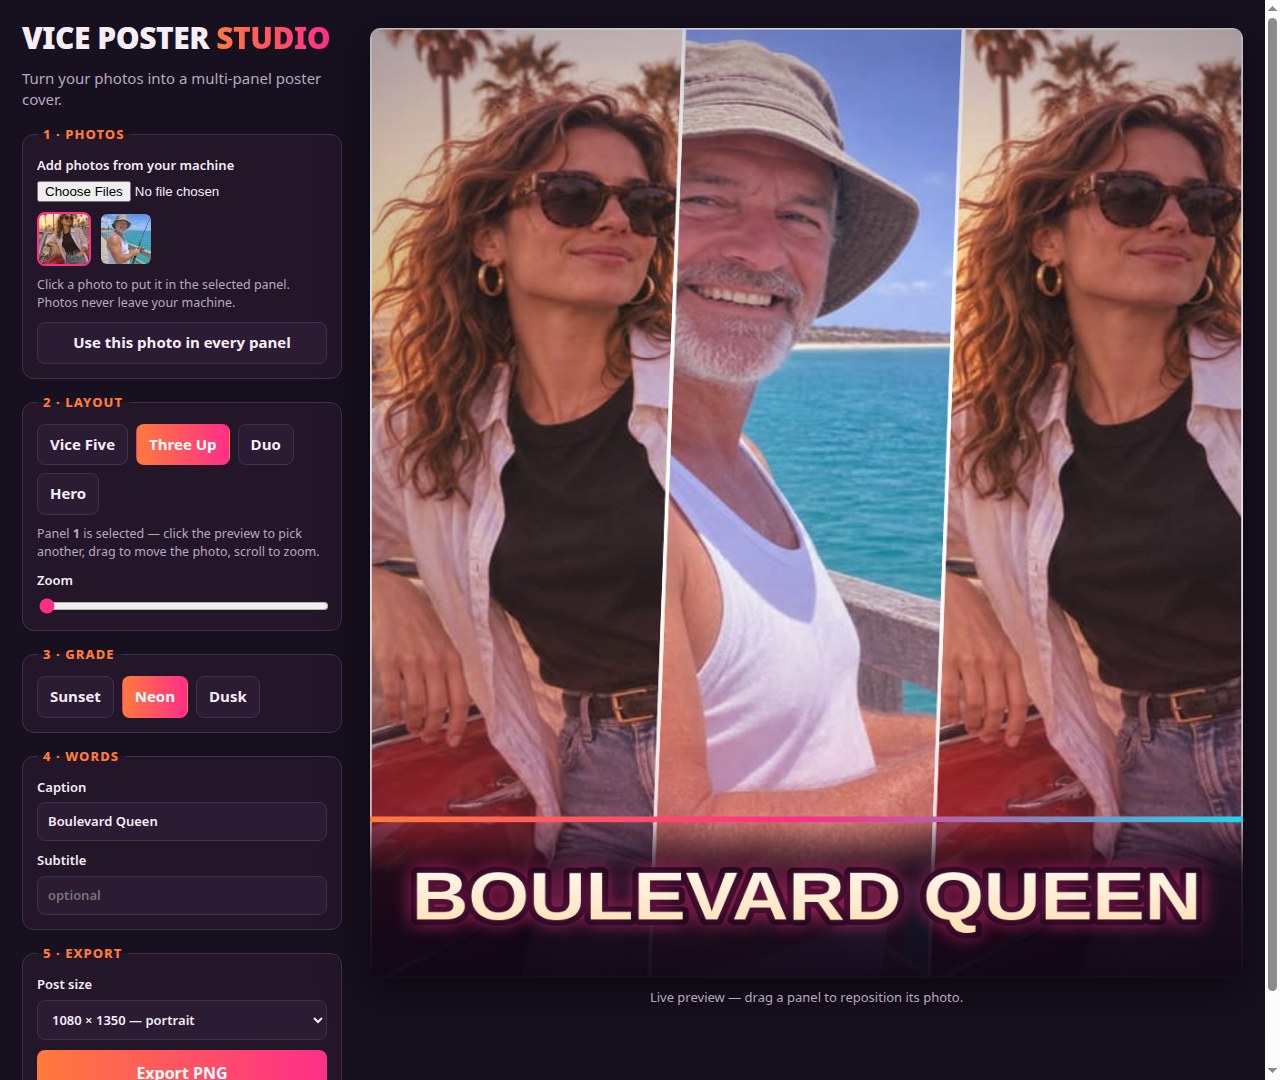 VICE POSTER STUDIO
Turn your photos into a multi-panel poster
cover.
1 · PHOTOS
Add photos from your machine
Choose Files No file chosen
Click a photo to put it in the selected panel.
Photos never leave your machine.
Use this photo in every panel
2 · LAYOUT
Vice Five Three Up Duo
Hero
Panel 1 is selected — click the preview to pick
another, drag to move the photo, scroll to zoom.
Zoom
3 · GRADE
Sunset Neon Dusk
4 · WORDS
Caption
Boulevard Queen
Subtitle
optional
5 · EXPORT
Post size
1080 × 1350 — portrait
Export PNG
BOULEVARD QUEEN
Live preview — drag a panel to reposition its photo.